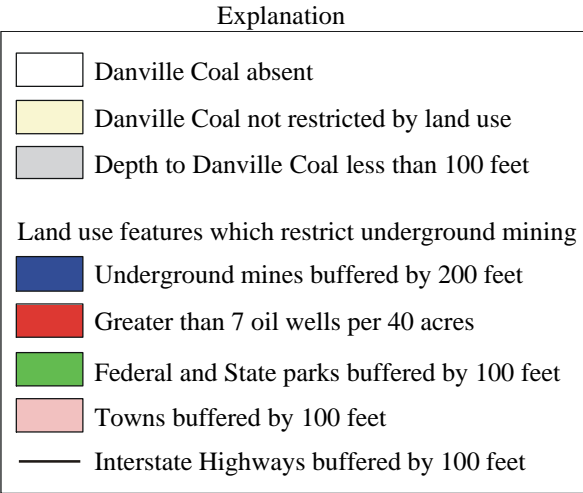 Explanation
Danville Coal absent
Danville Coal not restricted by land use
Depth to Danville Coal less than 100 feet
Land use features which restrict underground mining
Underground mines buffered by 200 feet
Greater than 7 oil wells per 40 acres
Federal and State parks buffered by 100 feet
Towns buffered by 100 feet
Interstate Highways buffered by 100 feet